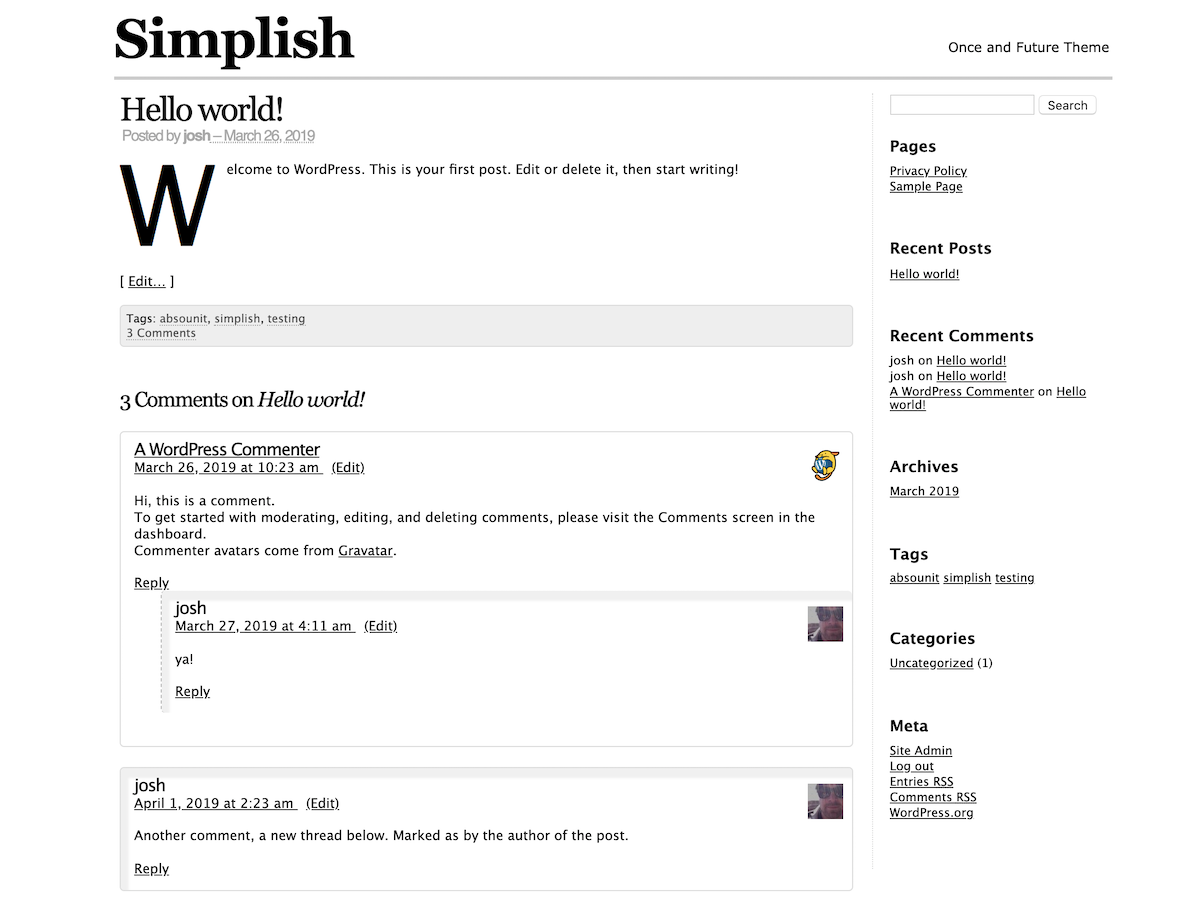 Simplish
Once and Future Theme
Hello world!
Posted by josh – March 26, 2019
Welcome to WordPress. This is your first post. Edit or delete it, then start writing!
[ Edit… ]
Tags: absounit, simplish, testing
3 Comments
3 Comments on Hello world!
A WordPress Commenter
March 26, 2019 at 10:23 am (Edit)
Hi, this is a comment.
To get started with moderating, editing, and deleting comments, please visit the Comments screen in the
dashboard.
Commenter avatars come from Gravatar.
Reply
josh
March 27, 2019 at 4:11 am (Edit)
ya!
Reply
josh
April 1, 2019 at 2:23 am (Edit)
Another comment, a new thread below. Marked as by the author of the post.
Reply
Search
Pages
Privacy Policy
Sample Page
Recent Posts
Hello world!
Recent Comments
josh on Hello world!
josh on Hello world!
A WordPress Commenter on Hello
world!
Archives
March 2019
Tags
absounit simplish testing
Categories
Uncategorized (1)
Meta
Site Admin
Log out
Entries RSS
Comments RSS
WordPress.org